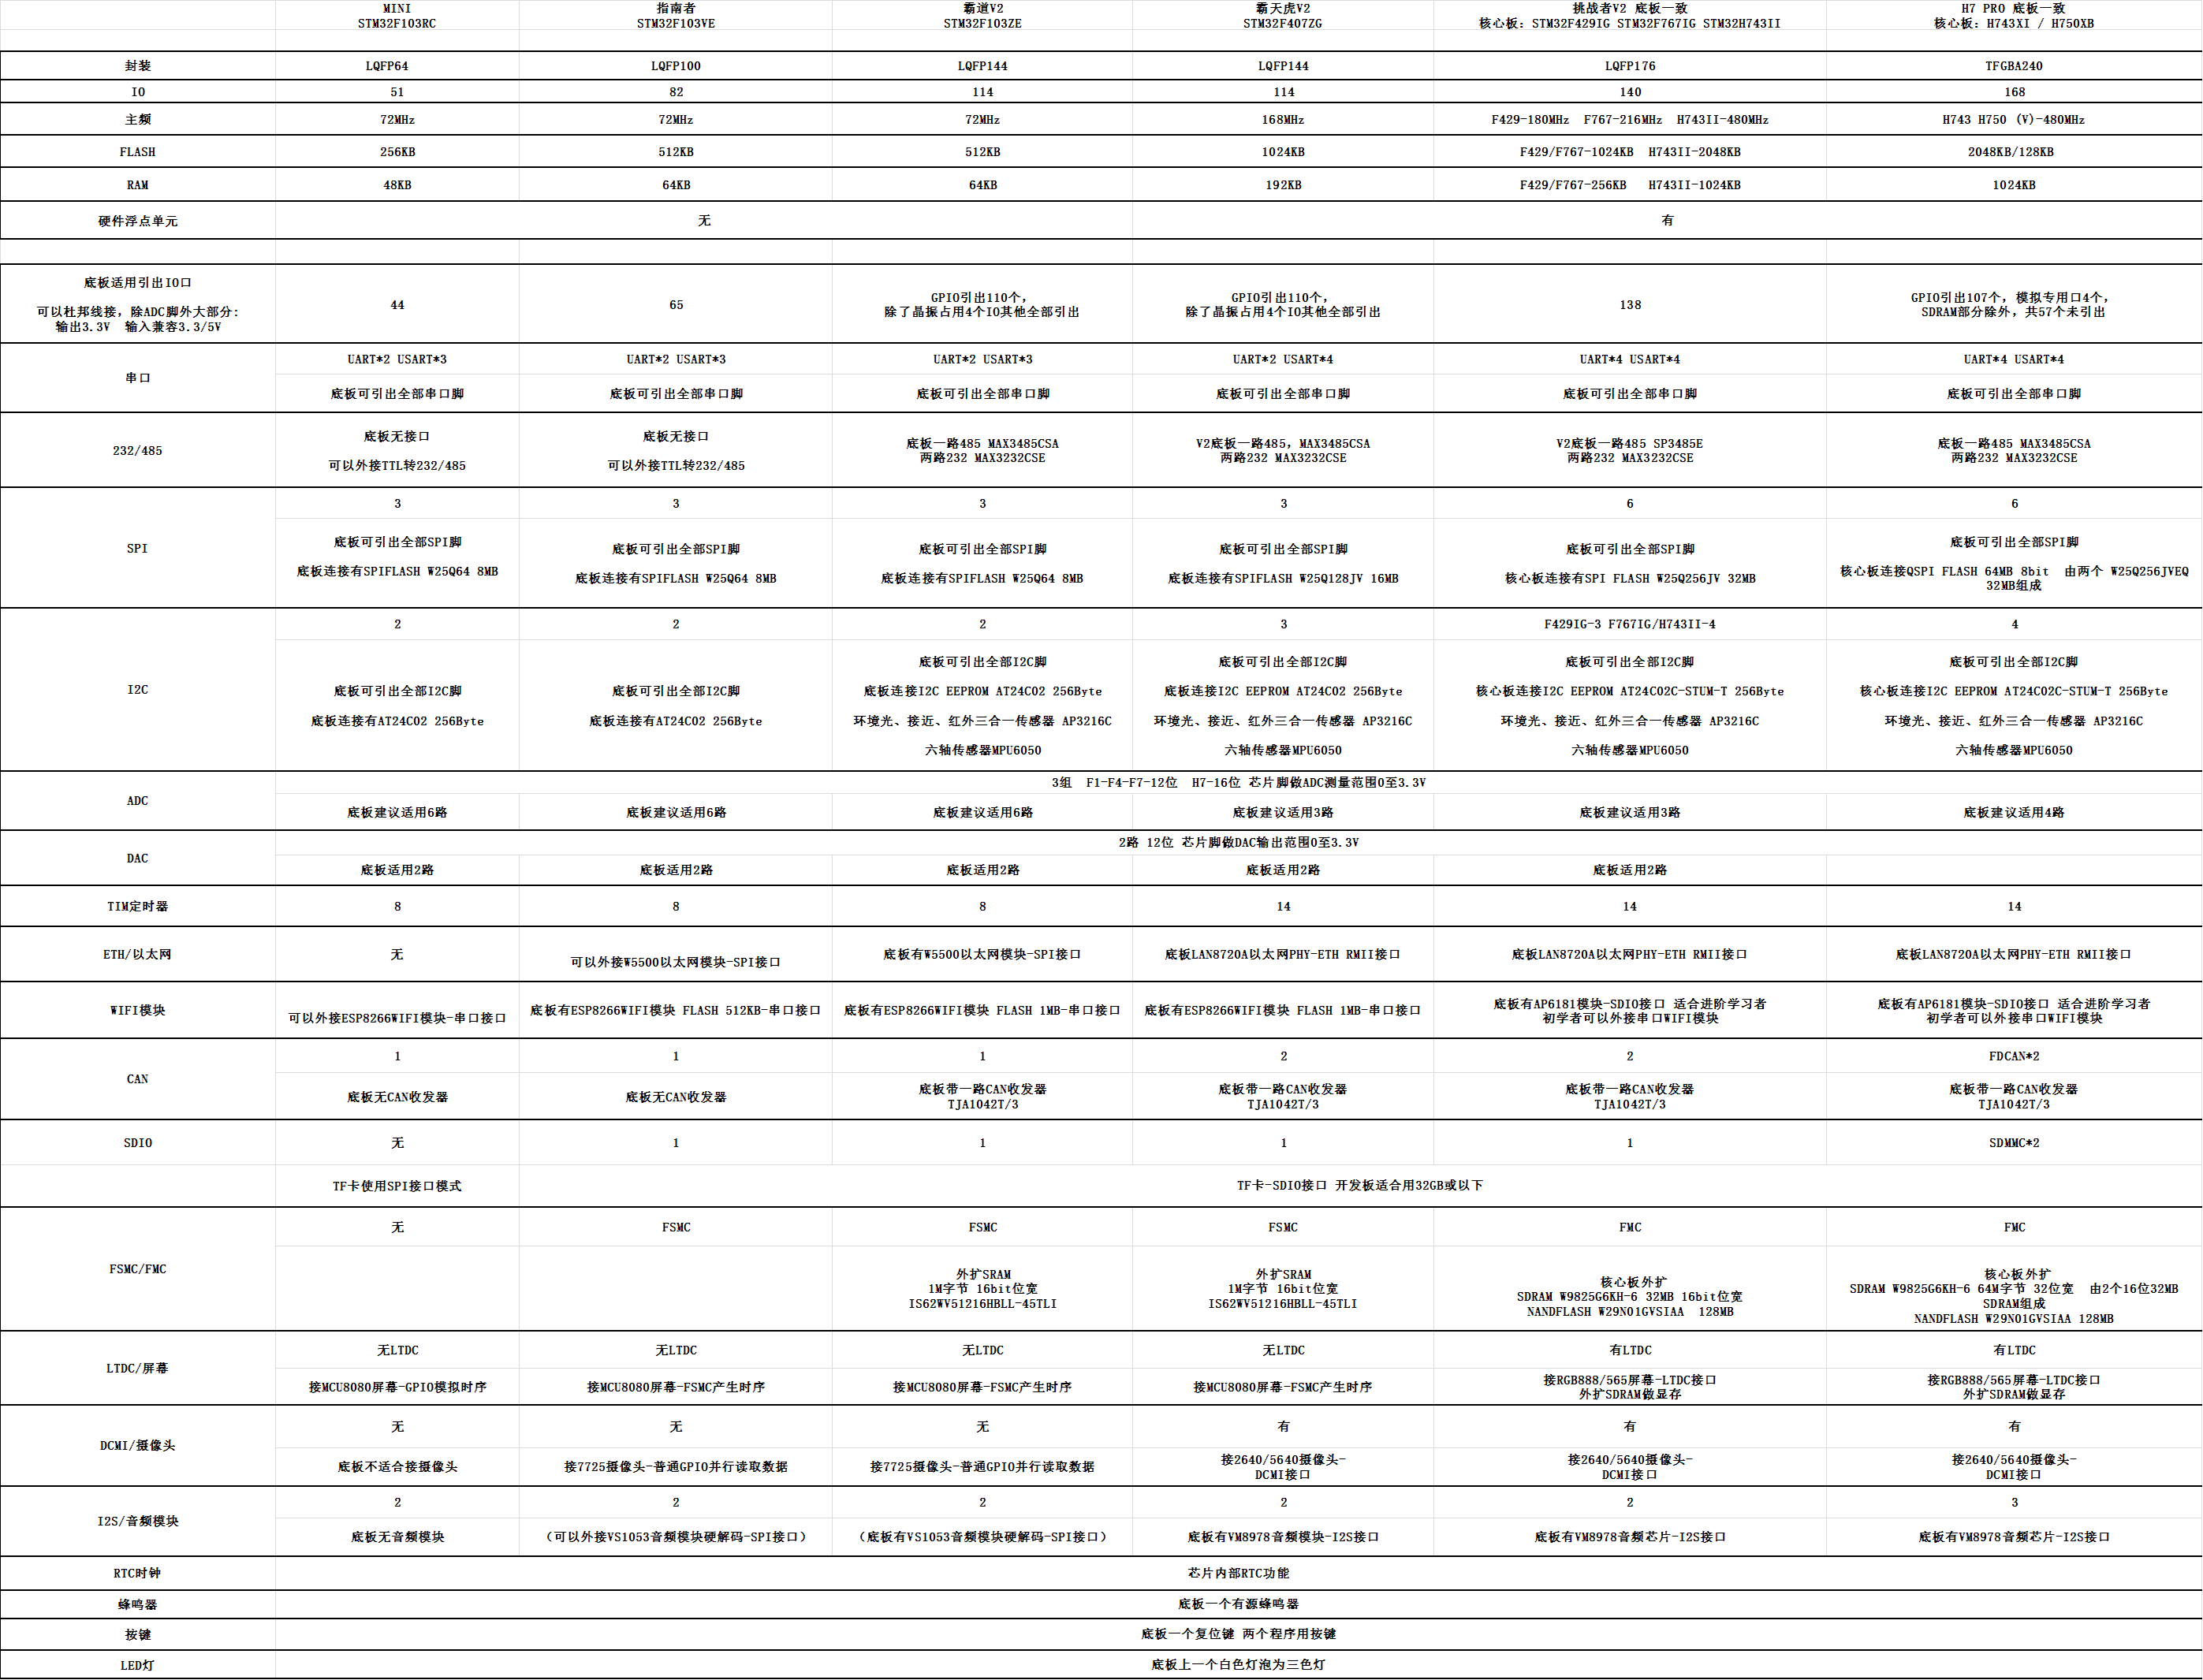 MINI
STM32F103RC
指南者
STM32F103VE
霸道V2
STM32F103ZE
霸天虎V2
STM32F407ZG
挑战者V2 底板一致
核心板：STM32F429IG STM32F767IG STM32H743II
H7 PRO 底板一致
核心板：H743XI / H750XB
封装
LQFP64
LQFP100
LQFP144
LQFP144
LQFP176
TFGBA240
IO
51
82
114
114
140
168
主频
72MHz
72MHz
72MHz
168MHz
F429-180MHz F767-216MHz H743II-480MHz
H743 H750 (V)-480MHz
FLASH
256KB
512KB
512KB
1024KB
F429/F767-1024KB H743II-2048KB
2048KB/128KB
RAM
48KB
64KB
64KB
192KB
F429/F767-256KB H743II-1024KB
1024KB
硬件浮点单元
无
有
底板适用引出IO口
可以杜邦线接，除ADC脚外大部分：
输出3.3V 输入兼容3.3/5V
44
65
GPIO引出110个，
除了晶振占用4个IO其他全部引出
GPIO引出110个，
除了晶振占用4个IO其他全部引出
138
GPIO引出107个，模拟专用口4个，
SDRAM部分除外，共57个未引出
串口
UART*2 USART*3
UART*2 USART*3
UART*2 USART*3
UART*2 USART*4
UART*4 USART*4
UART*4 USART*4
底板可引出全部串口脚
底板可引出全部串口脚
底板可引出全部串口脚
底板可引出全部串口脚
底板可引出全部串口脚
底板可引出全部串口脚
232/485
底板无接口
可以外接TTL转232/485
底板无接口
可以外接TTL转232/485
底板一路485 MAX3485CSA
两路232 MAX3232CSE
V2底板一路485，MAX3485CSA
两路232 MAX3232CSE
V2底板一路485 SP3485E
两路232 MAX3232CSE
底板一路485 MAX3485CSA
两路232 MAX3232CSE
SPI
3
3
3
3
6
6
底板可引出全部SPI脚
底板连接有SPIFLASH W25Q64 8MB
底板可引出全部SPI脚
底板连接有SPIFLASH W25Q64 8MB
底板可引出全部SPI脚
底板连接有SPIFLASH W25Q64 8MB
底板可引出全部SPI脚
底板连接有SPIFLASH W25Q128JV 16MB
底板可引出全部SPI脚
核心板连接有SPI FLASH W25Q256JV 32MB
底板可引出全部SPI脚
核心板连接QSPI FLASH 64MB 8bit 由两个 W25Q256JVEQ
32MB组成
I2C
2
2
2
3
F429IG-3 F767IG/H743II-4
4
底板可引出全部I2C脚
底板连接有AT24C02 256Byte
底板可引出全部I2C脚
底板连接有AT24C02 256Byte
底板可引出全部I2C脚
底板连接I2C EEPROM AT24C02 256Byte
环境光、接近、红外三合一传感器 AP3216C
六轴传感器MPU6050
底板可引出全部I2C脚
底板连接I2C EEPROM AT24C02 256Byte
环境光、接近、红外三合一传感器 AP3216C
六轴传感器MPU6050
底板可引出全部I2C脚
核心板连接I2C EEPROM AT24C02C-STUM-T 256Byte
环境光、接近、红外三合一传感器 AP3216C
六轴传感器MPU6050
底板可引出全部I2C脚
核心板连接I2C EEPROM AT24C02C-STUM-T 256Byte
环境光、接近、红外三合一传感器 AP3216C
六轴传感器MPU6050
ADC
3组 F1-F4-F7-12位 H7-16位 芯片脚做ADC测量范围0至3.3V
底板建议适用6路
底板建议适用6路
底板建议适用6路
底板建议适用3路
底板建议适用3路
底板建议适用4路
DAC
2路 12位 芯片脚做DAC输出范围0至3.3V
底板适用2路
底板适用2路
底板适用2路
底板适用2路
底板适用2路
TIM定时器
8
8
8
14
14
14
ETH/以太网
无
可以外接W5500以太网模块-SPI接口
底板有W5500以太网模块-SPI接口
底板LAN8720A以太网PHY-ETH RMII接口
底板LAN8720A以太网PHY-ETH RMII接口
底板LAN8720A以太网PHY-ETH RMII接口
WIFI模块
可以外接ESP8266WIFI模块-串口接口
底板有ESP8266WIFI模块 FLASH 512KB-串口接口
底板有ESP8266WIFI模块 FLASH 1MB-串口接口
底板有ESP8266WIFI模块 FLASH 1MB-串口接口
底板有AP6181模块-SDIO接口 适合进阶学习者
初学者可以外接串口WIFI模块
底板有AP6181模块-SDIO接口 适合进阶学习者
初学者可以外接串口WIFI模块
CAN
1
1
1
2
2
FDCAN*2
底板无CAN收发器
底板无CAN收发器
底板带一路CAN收发器
TJA1042T/3
底板带一路CAN收发器
TJA1042T/3
底板带一路CAN收发器
TJA1042T/3
底板带一路CAN收发器
TJA1042T/3
SDIO
无
1
1
1
1
SDMMC*2
TF卡使用SPI接口模式
TF卡-SDIO接口 开发板适合用32GB或以下
FSMC/FMC
无
FSMC
FSMC
FSMC
FMC
FMC
外扩SRAM
1M字节 16bit位宽
IS62WV51216HBLL-45TLI
外扩SRAM
1M字节 16bit位宽
IS62WV51216HBLL-45TLI
核心板外扩
SDRAM W9825G6KH-6 32MB 16bit位宽
NANDFLASH W29N01GVSIAA 128MB
核心板外扩
SDRAM W9825G6KH-6 64M字节 32位宽 由2个16位32MB
SDRAM组成
NANDFLASH W29N01GVSIAA 128MB
LTDC/屏幕
无LTDC
无LTDC
无LTDC
无LTDC
有LTDC
有LTDC
接MCU8080屏幕-GPIO模拟时序
接MCU8080屏幕-FSMC产生时序
接MCU8080屏幕-FSMC产生时序
接MCU8080屏幕-FSMC产生时序
接RGB888/565屏幕-LTDC接口
外扩SDRAM做显存
接RGB888/565屏幕-LTDC接口
外扩SDRAM做显存
DCMI/摄像头
无
无
无
有
有
有
底板不适合接摄像头
接7725摄像头-普通GPIO并行读取数据
接7725摄像头-普通GPIO并行读取数据
接2640/5640摄像头-
DCMI接口
接2640/5640摄像头-
DCMI接口
接2640/5640摄像头-
DCMI接口
I2S/音频模块
2
2
2
2
2
3
底板无音频模块
（可以外接VS1053音频模块硬解码-SPI接口）
（底板有VS1053音频模块硬解码-SPI接口）
底板有VM8978音频模块-I2S接口
底板有VM8978音频芯片-I2S接口
底板有VM8978音频芯片-I2S接口
RTC时钟
芯片内部RTC功能
蜂鸣器
底板一个有源蜂鸣器
按键
底板一个复位键 两个程序用按键
LED灯
底板上一个白色灯泡为三色灯